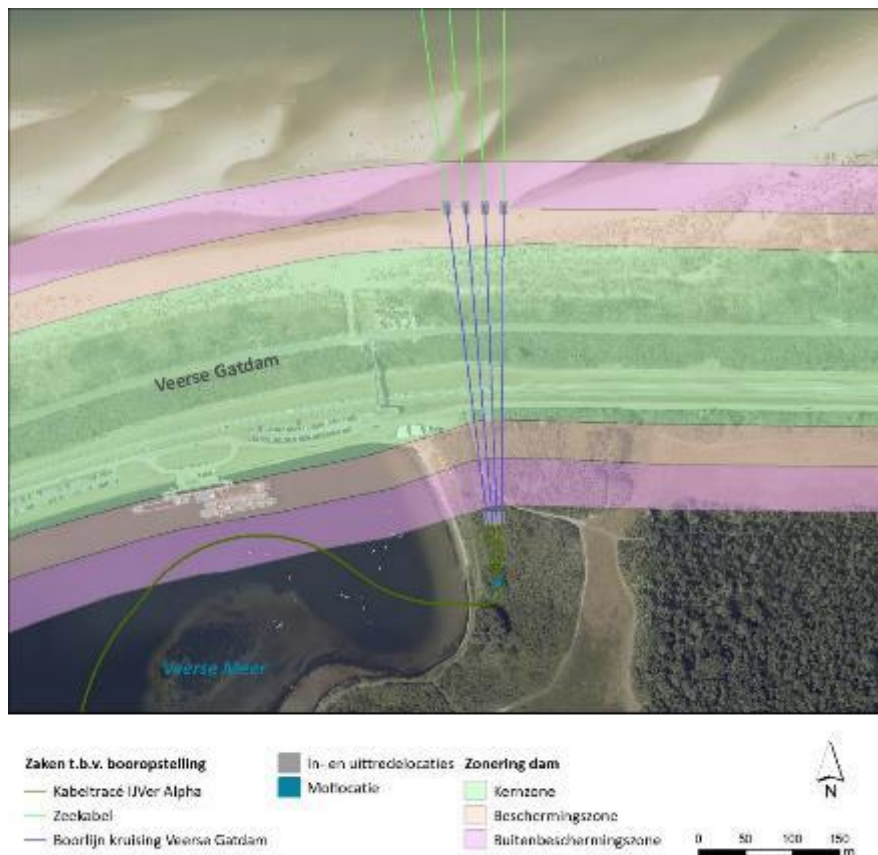 Veerse Gatdam
Veerse Meer
Zaken t.b.v. booropstelling
Kabeltracé IJVer Alpha
Zeekabel
Boorlijn kruising Veerse Gatdam
In- en uittredelocaties
Moflocatie
Zonering dam
Kernzone
Beschermingszone
Buitenbeschermingszone
N
0 50 100 150
m